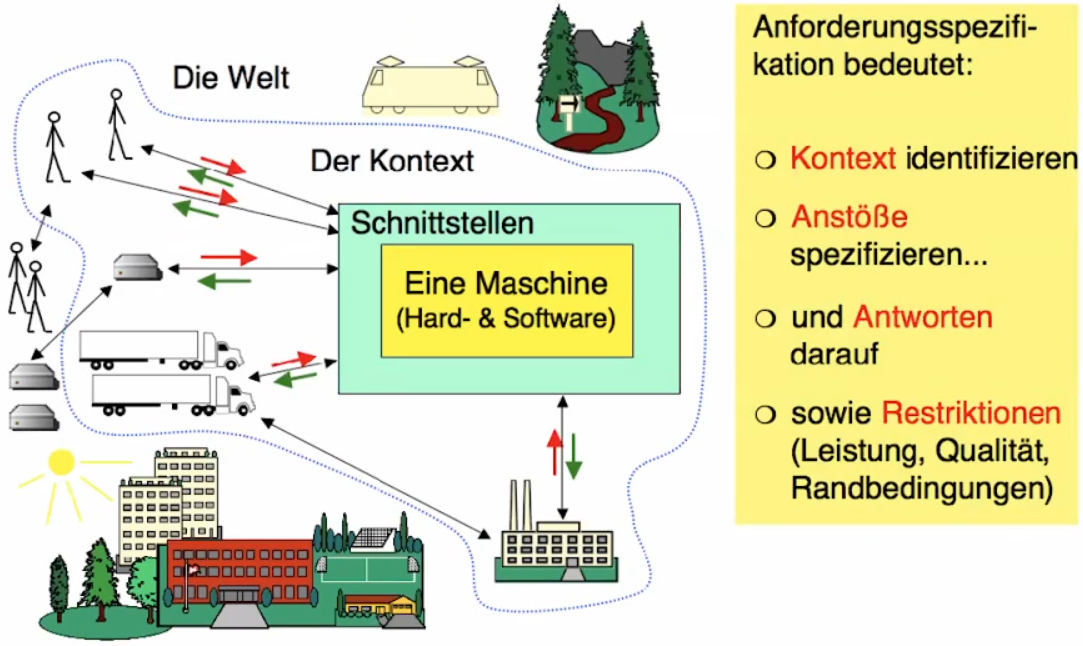 Die Welt
Der Kontext
Schnittstellen
Eine Maschine
(Hard- & Software)
Anforderungsspezifi-
kation bedeutet:
❍ Kontext identifizieren
❍ Anstöße
spezifizieren...
❍ und Antworten
darauf
❍ sowie Restriktionen
(Leistung, Qualität,
Randbedingungen)